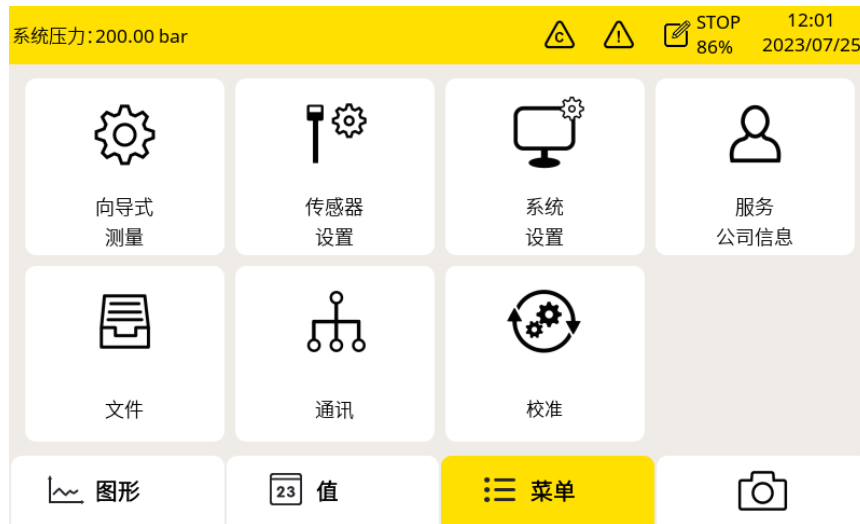 系统压力:200.00 bar
STOP
86%
12:01
2023/07/25
向导式
测量
传感器
设置
系统
设置
服务
公司信息
文件
通讯
校准
图形
23
值
菜单